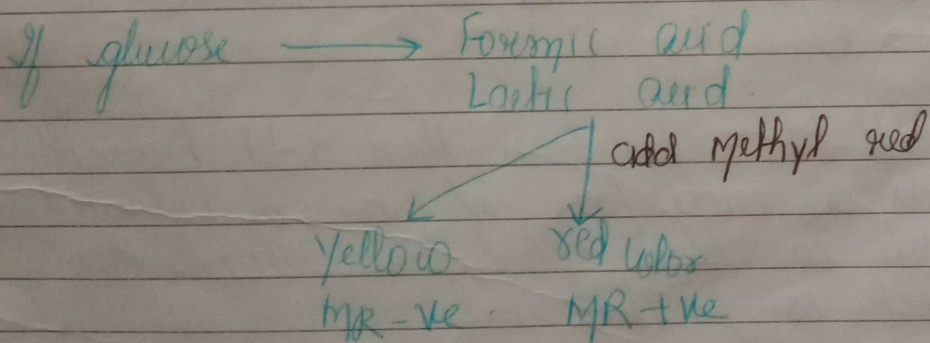 If glucose → Formic acid
Lactic acid.
add Methyl red
Yellow red color
MR -ve. MR +ve